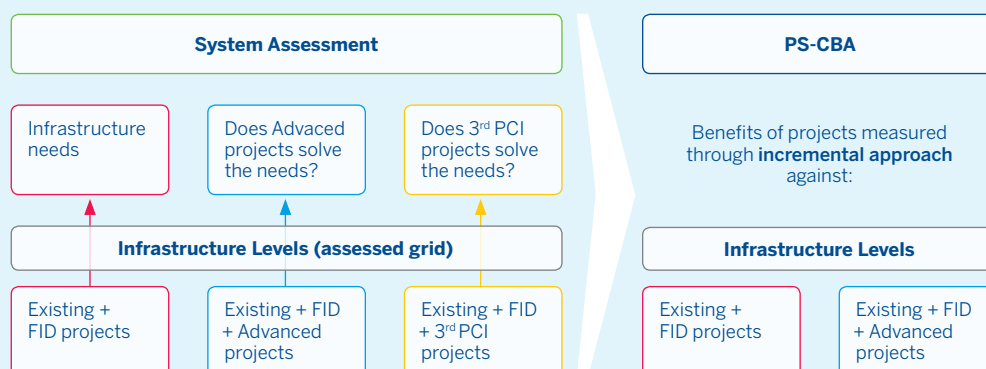 System Assessment
Infrastructure
needs
Does Advaced
projects solve
the needs?
Does 3rd PCI
projects solve
the needs?
Infrastructure Levels (assessed grid)
Existing +
FID projects
Existing + FID
+ Advanced
projects
Existing + FID
+ 3rd PCI
projects
PS-CBA
Benefits of projects measured
through incremental approach
against:
Infrastructure Levels
Existing +
FID projects
Existing + FID
+ Advanced
projects